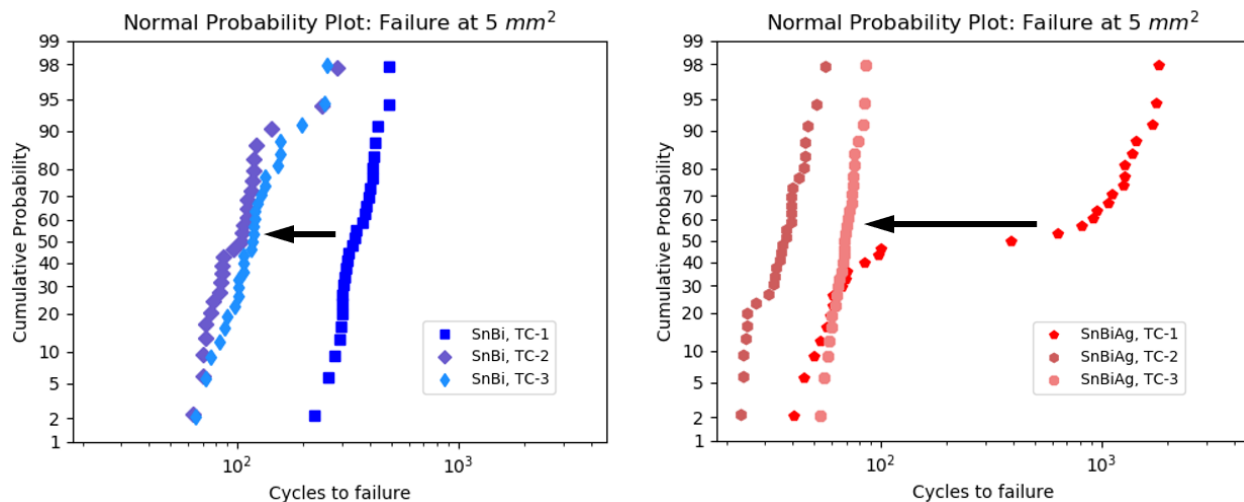 Normal Probability Plot: Failure at 5 mm²
Cumulative Probability
99
98
95
90
80
70
60
50
40
30
20
10
5
2
1
SnBi, TC-1
SnBi, TC-2
SnBi, TC-3
10²
10³
Cycles to failure
Normal Probability Plot: Failure at 5 mm²
Cumulative Probability
99
98
95
90
80
70
60
50
40
30
20
10
5
2
1
SnBiAg, TC-1
SnBiAg, TC-2
SnBiAg, TC-3
10²
10³
Cycles to failure